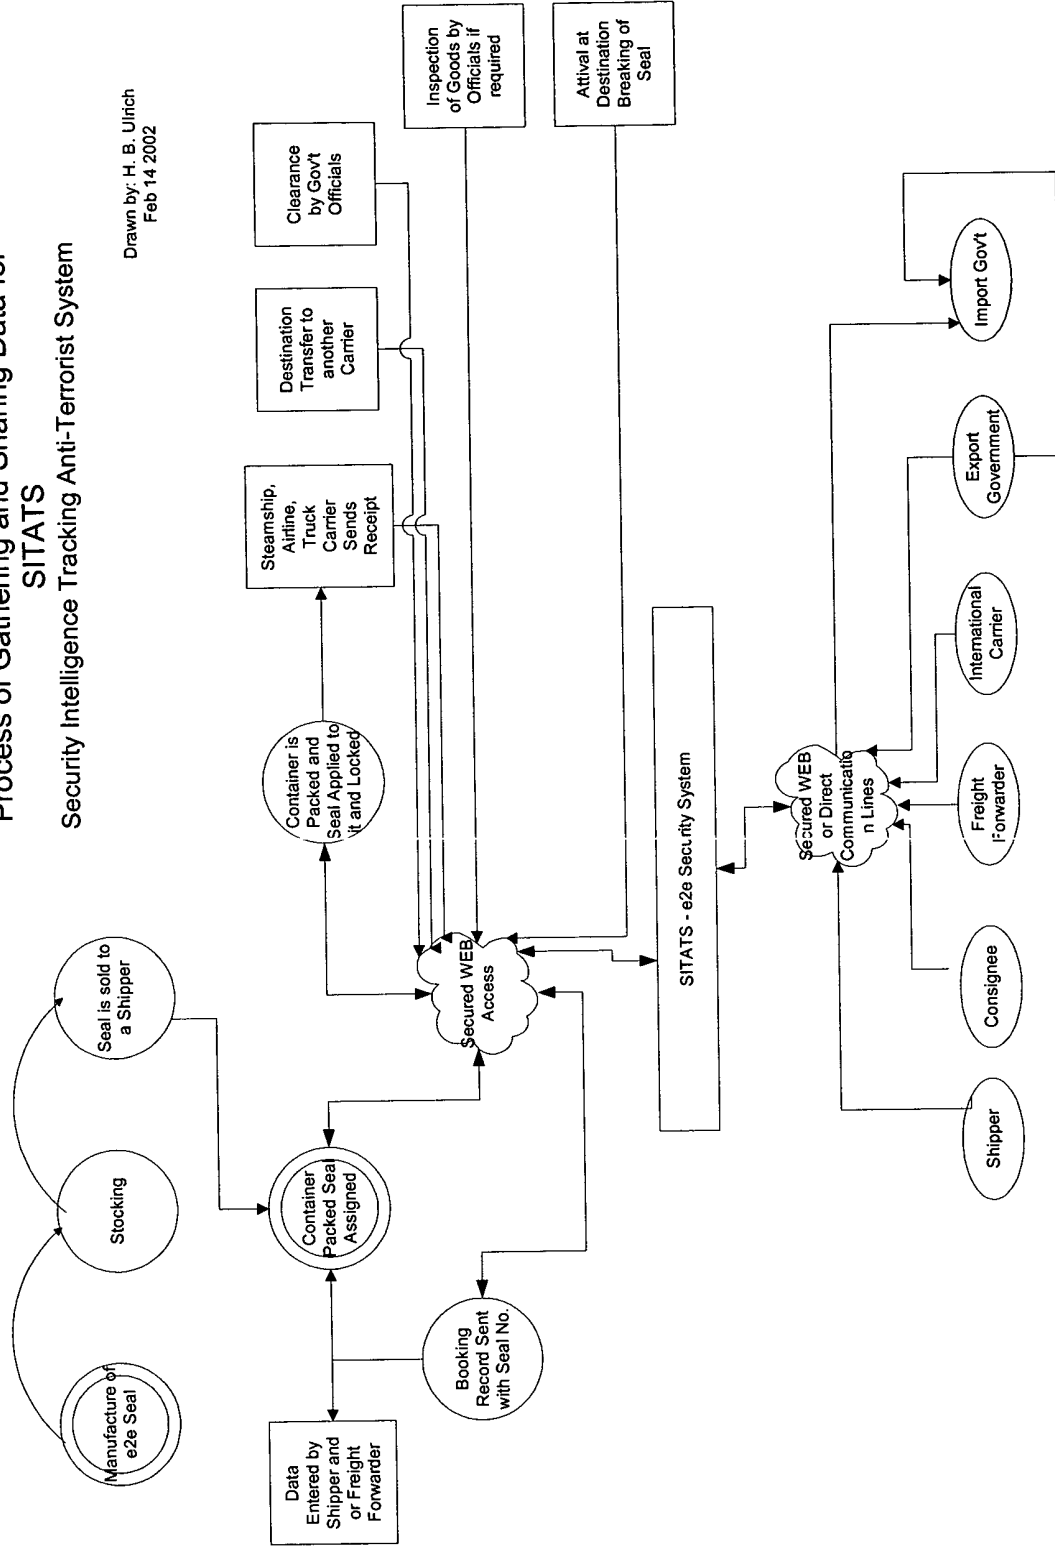 Process of Gathering and Sharing Data for
SITATS
Security Intelligence Tracking Anti-Terrorist System
Drawn by: H. B. Ulrich
Feb 14 2002
Manufacture of
e2e Seal
Stocking
Seal is sold to
a Shipper
Data
Entered by
Shipper and
or Freight
Forwarder
Container
Packed Seal
Assigned
Container is
Packed and
Seal Applied to
it and Locked
Steamship,
Airline,
Truck
Carrier
Sends
Receipt
Destination
Transfer to
another
Carrier
Clearance
by Gov't
Officials
Booking
Record Sent
with Seal No.
Secured WEB
Access
Inspection
of Goods by
Officials if
required
Attival at
Destination
Breaking of
Seal
SITATS - e2e Security System
Secured WEB
or Direct
Communicatio
n Lines
Shipper
Consignee
Freight
Forwarder
International
Carrier
Export
Government
Import Gov't